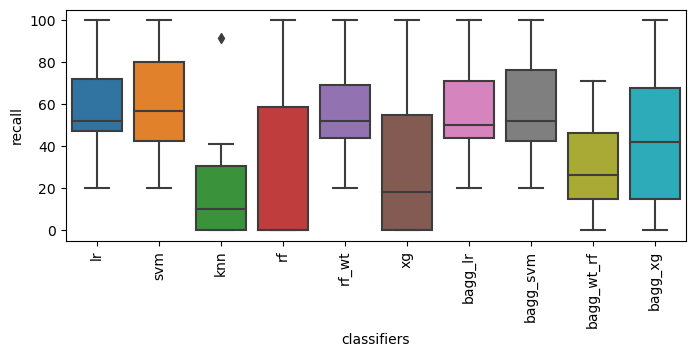 100
80
60
40
20
0
recall
lr
svm
knn
rf
rf_wt
xg
bagg_lr
bagg_svm
bagg_wt_rf
bagg_xg
classifiers